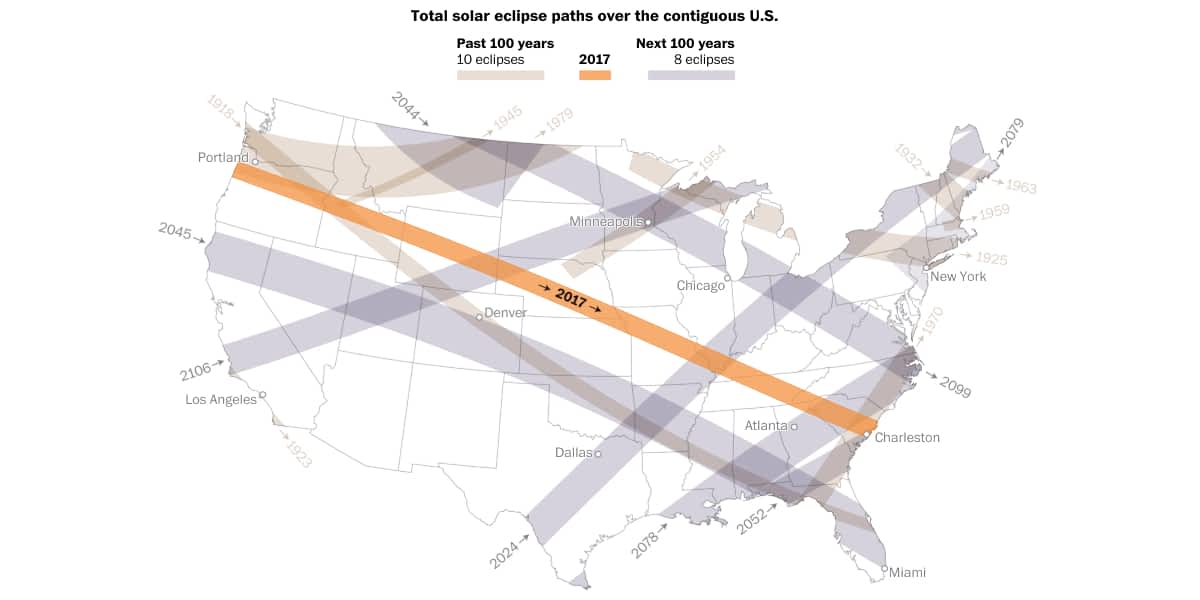 Total solar eclipse paths over the contiguous U.S.
Past 100 years
10 eclipses
2017
Next 100 years
8 eclipses
1918
2044
1945
1979
2079
Portland
1954
1932
1963
2045
Minneapolis
1959
1925
Chicago
New York
2017
Denver
1970
2106
2099
Los Angeles
Atlanta
Charleston
1923
Dallas
2052
2078
2024
Miami